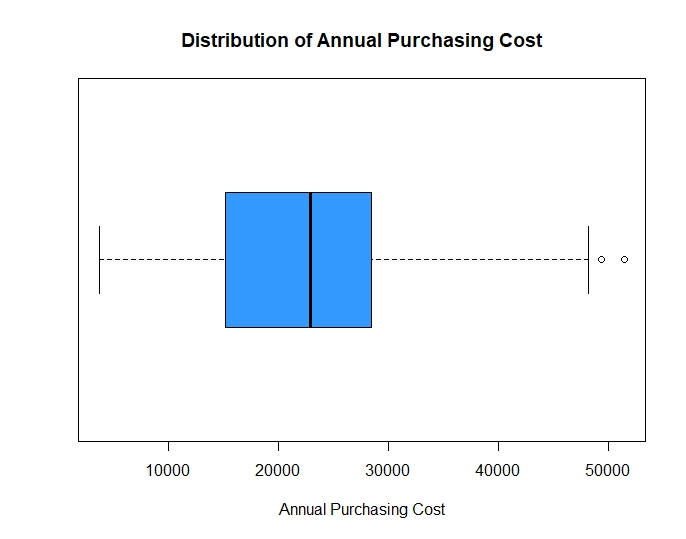 Distribution of Annual Purchasing Cost
10000 20000 30000 40000 50000
Annual Purchasing Cost